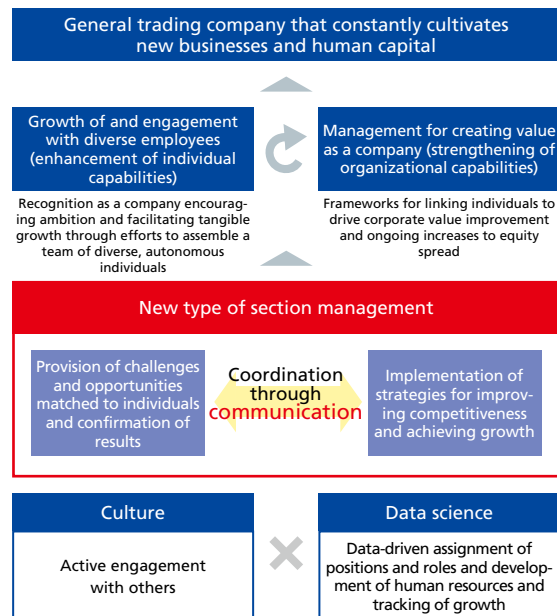 General trading company that constantly cultivates
new businesses and human capital
Growth of and engagement
with diverse employees
(enhancement of individual
capabilities)
Recognition as a company encourag-
ing ambition and facilitating tangible
growth through efforts to assemble a
team of diverse, autonomous
individuals
Management for creating value
as a company (strengthening of
organizational capabilities)
Frameworks for linking individuals to
drive corporate value improvement
and ongoing increases to equity
spread
New type of section management
Provision of challenges
and opportunities
matched to individuals
and confirmation of
results
Coordination
through
communication
Implementation of
strategies for improv-
ing competitiveness
and achieving growth
Culture
Active engagement
with others
Data science
Data-driven assignment of
positions and roles and develop-
ment of human resources and
tracking of growth